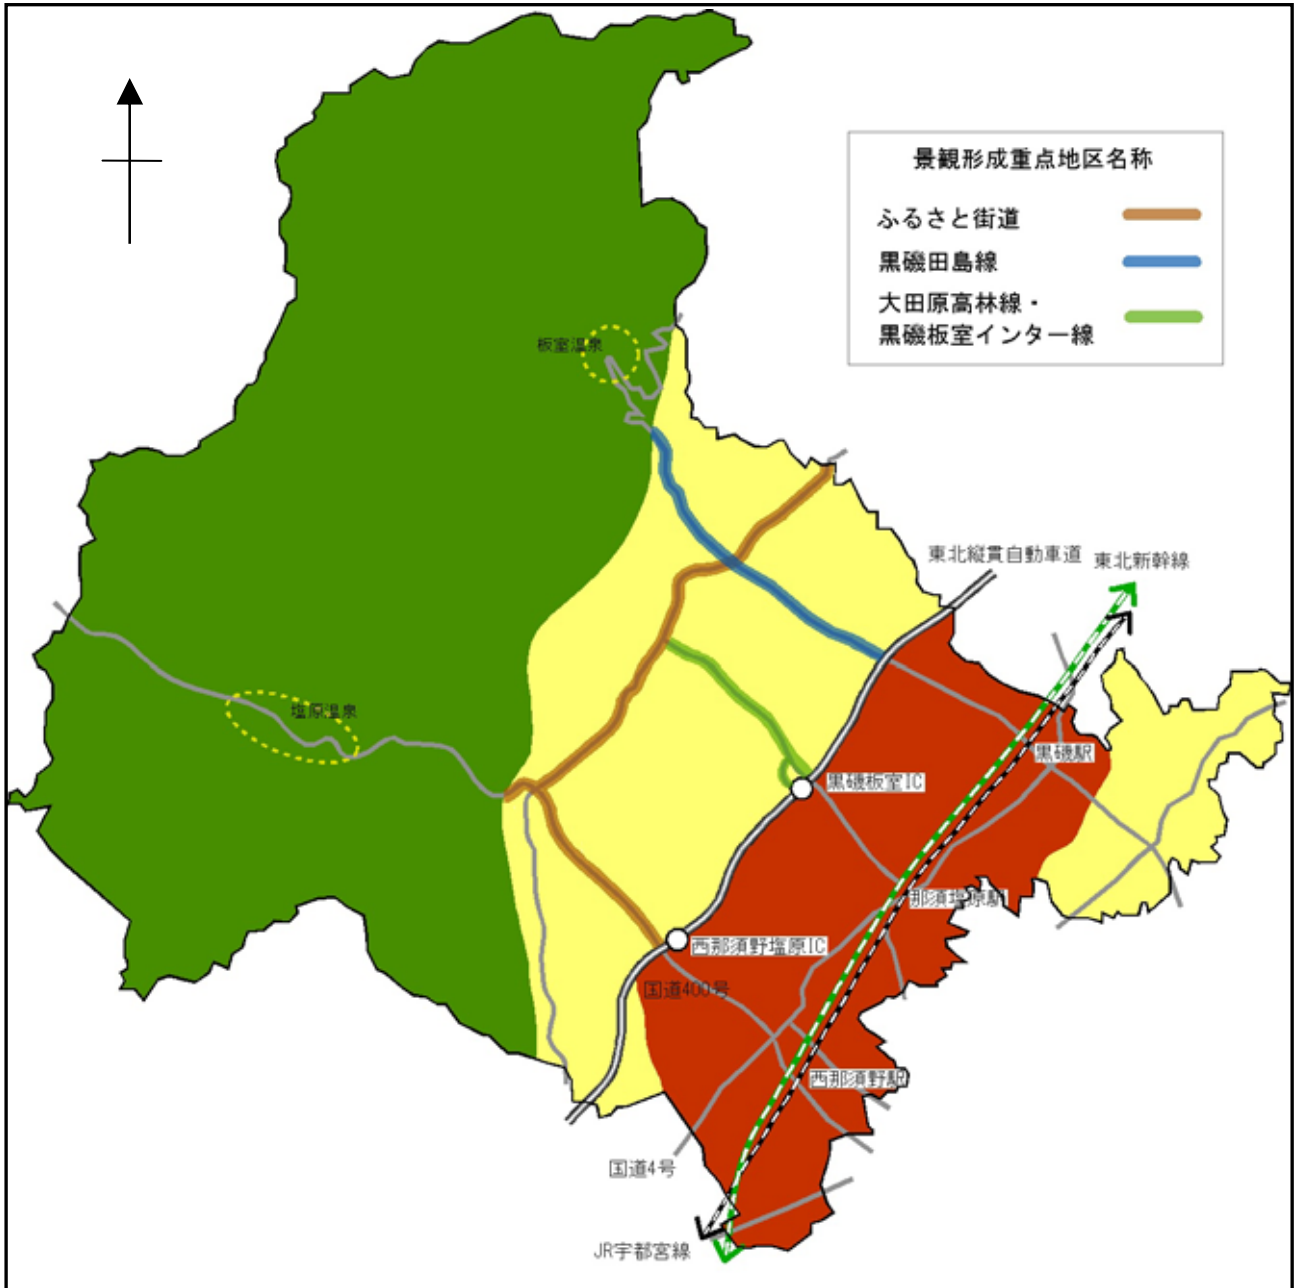 景観形成重点地区名称
ふるさと街道
黒磯田島線
大田原高林線・
黒磯板室インター線
板室温泉
東北縦貫自動車道
東北新幹線
塩原温泉
黒磯駅
黒磯板室IC
那須塩原駅
西那須野塩原IC
国道400号
西那須野駅
国道4号
JR宇都宮線